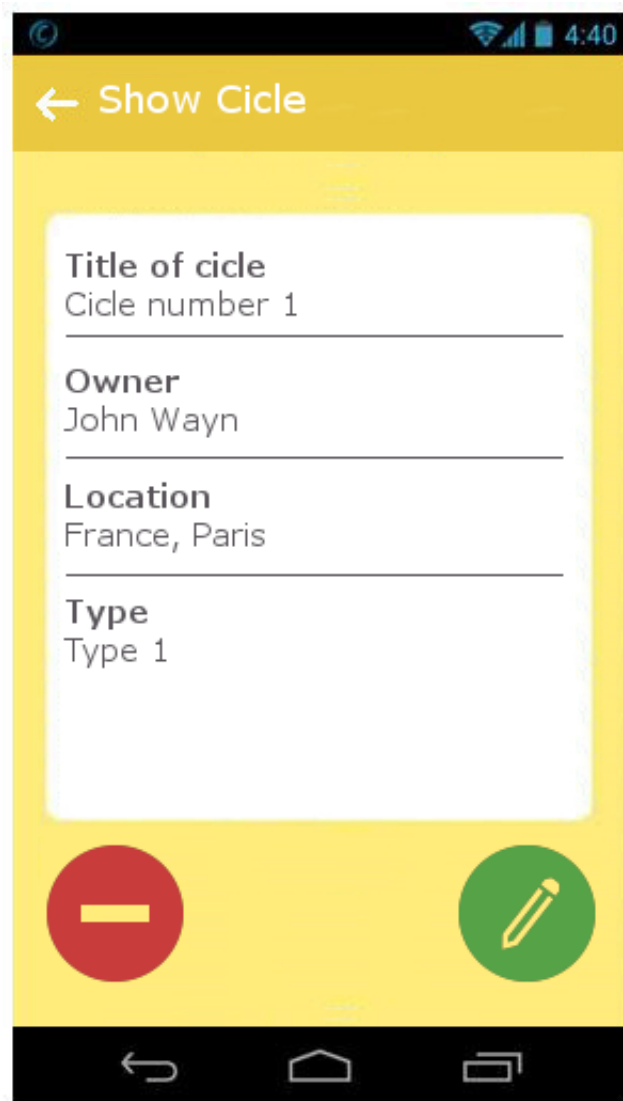 4:40
Show Cicle
Title of cicle
Cicle number 1
Owner
John Wayn
Location
France, Paris
Type
Type 1